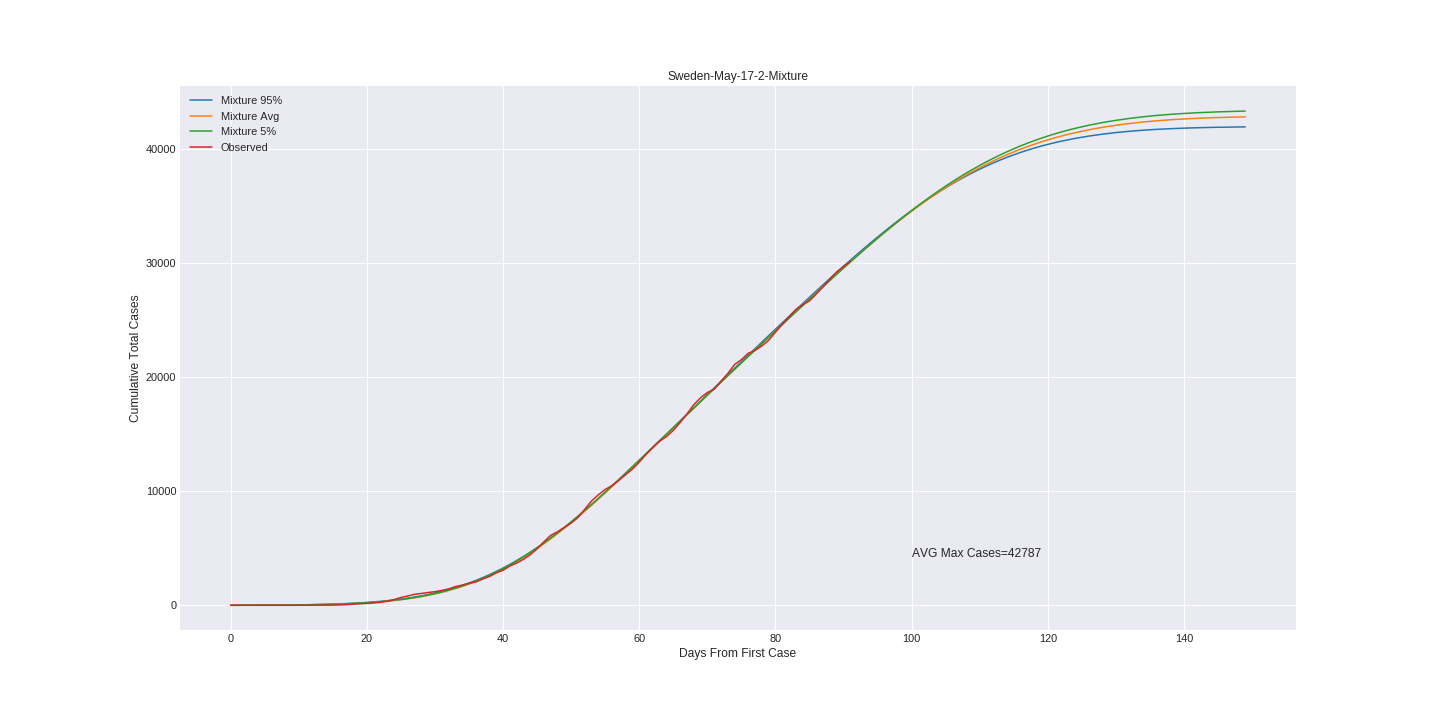 Sweden-May-17-2-Mixture
Mixture 95%
Mixture Avg
Mixture 5%
Observed
40000
30000
20000
10000
0
Cumulative Total Cases
AVG Max Cases=42787
0 20 40 60 80 100 120 140
Days From First Case